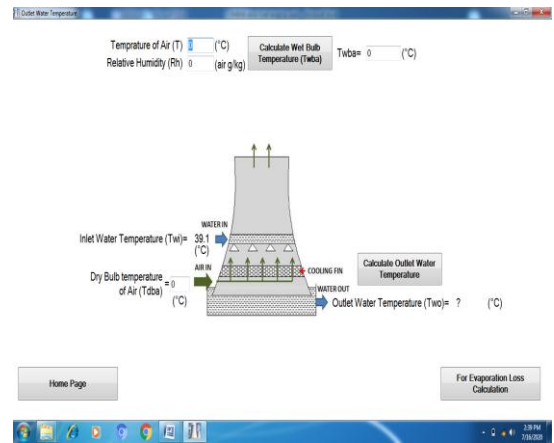 Outlet Water Temperature
Temprature of Air (T) 0 (°C)
Relative Humidity (Rh) 0 (air g/kg)
Calculate Wet Bulb
Temperature (Twba)
Twba= 0 (°C)
WATER IN
Inlet Water Temperature (Twi)= 39.1
(°C)
AIR IN
Dry Bulb temperature
of Air (Tdba) = 0
(°C)
COOLING FIN
Calculate Outlet Water
Temperature
WATER OUT
Outlet Water Temperature (Two)= ? (°C)
Home Page
For Evaporation Loss
Calculation
2:39 PM
7/16/2020